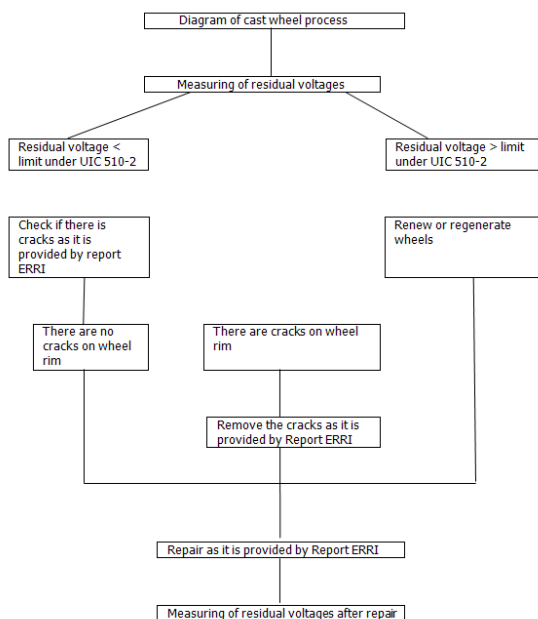 Diagram of cast wheel process
Measuring of residual voltages
Residual voltage <
limit under UIC 510-2
Residual voltage > limit
under UIC 510-2
Check if there is
cracks as it is
provided by report
ERRI
Renew or regenerate
wheels
There are no
cracks on wheel
rim
There are cracks on wheel
rim
Remove the cracks as it is
provided by Report ERRI
Repair as it is provided by Report ERRI
Measuring of residual voltages after repair